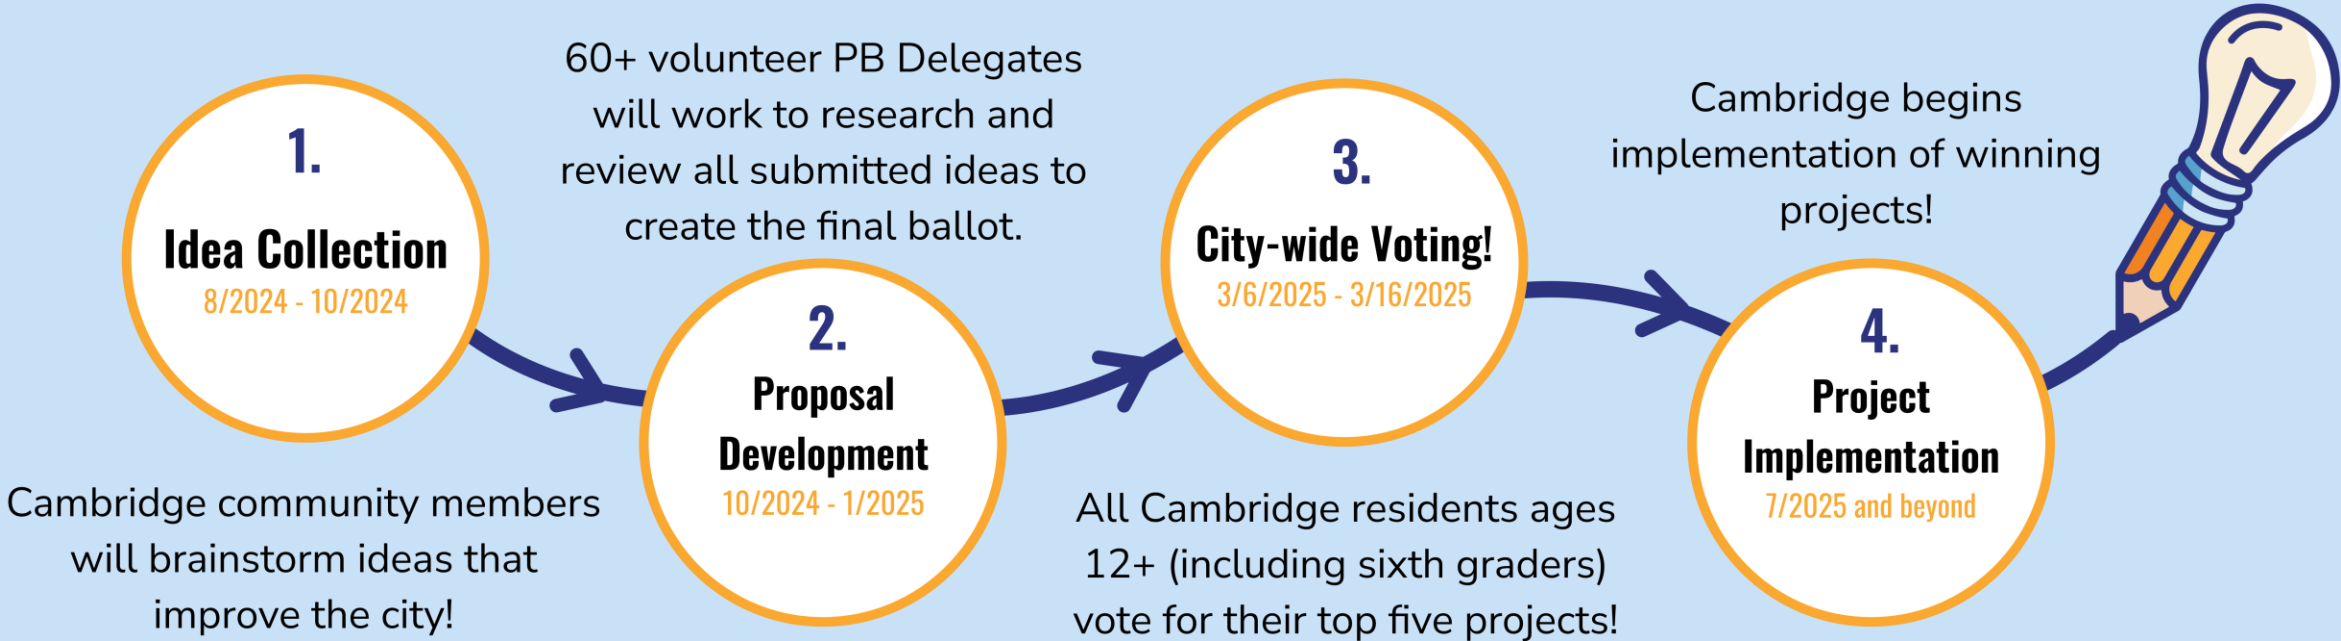 1.
Idea Collection
8/2024 - 10/2024
Cambridge community members
will brainstorm ideas that
improve the city!
60+ volunteer PB Delegates
will work to research and
review all submitted ideas to
create the final ballot.
2.
Proposal
Development
10/2024 - 1/2025
3.
City-wide Voting!
3/6/2025 - 3/16/2025
All Cambridge residents ages
12+ (including sixth graders)
vote for their top five projects!
Cambridge begins
implementation of winning
projects!
4.
Project
Implementation
7/2025 and beyond